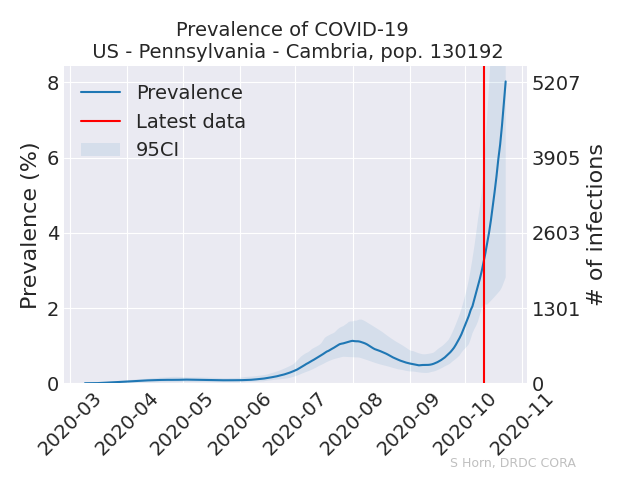 Prevalence of COVID-19
US - Pennsylvania - Cambria, pop. 130192
Prevalence
Latest data
95CI
Prevalence (%)
8
6
4
2
0
5207
3905
2603
1301
0
# of infections
2020-03
2020-04
2020-05
2020-06
2020-07
2020-08
2020-09
2020-10
2020-11
S Horn, DRDC CORA